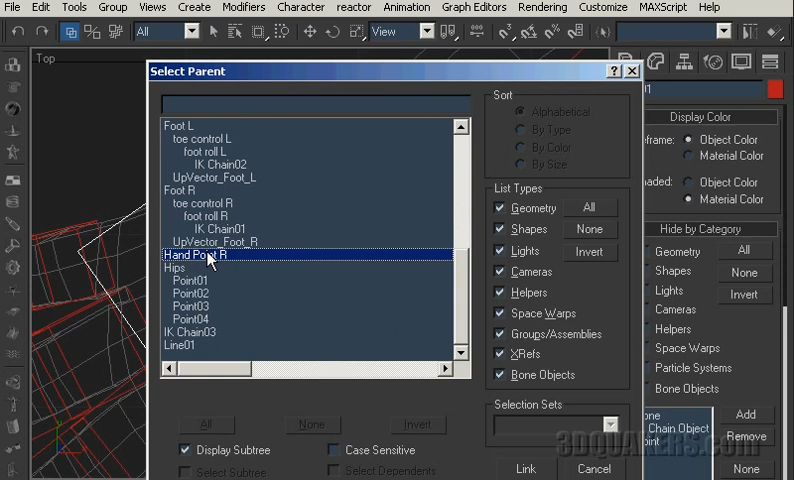 File Edit Tools Group Views Create Modifiers Character reactor Animation Graph Editors Rendering Customize MAXScript Help
All View
Top
Select Parent
Foot L
toe control L
foot roll L
IK Chain02
UpVector_Foot_L
Foot R
toe control R
foot roll R
IK Chain01
UpVector_Foot_R
Hand Point R
Hips
Point01
Point02
Point03
Point04
IK Chain03
Line01
All None Invert
Display Subtree Case Sensitive
Select Subtree Select Dependents
Sort
Alphabetical
By Type
By Color
By Size
List Types
Geometry All
Shapes None
Lights Invert
Cameras
Helpers
Space Warps
Groups/Assemblies
XRefs
Bone Objects
Selection Sets
Link Cancel
Display Color
Object Color
Material Color
Object Color
Material Color
Hide by Category
Geometry All
Shapes None
Lights Invert
Cameras
Helpers
Space Warps
Particle Systems
Bone Objects
Chain Object
Add
Remove
None
3DQUAKERS.com